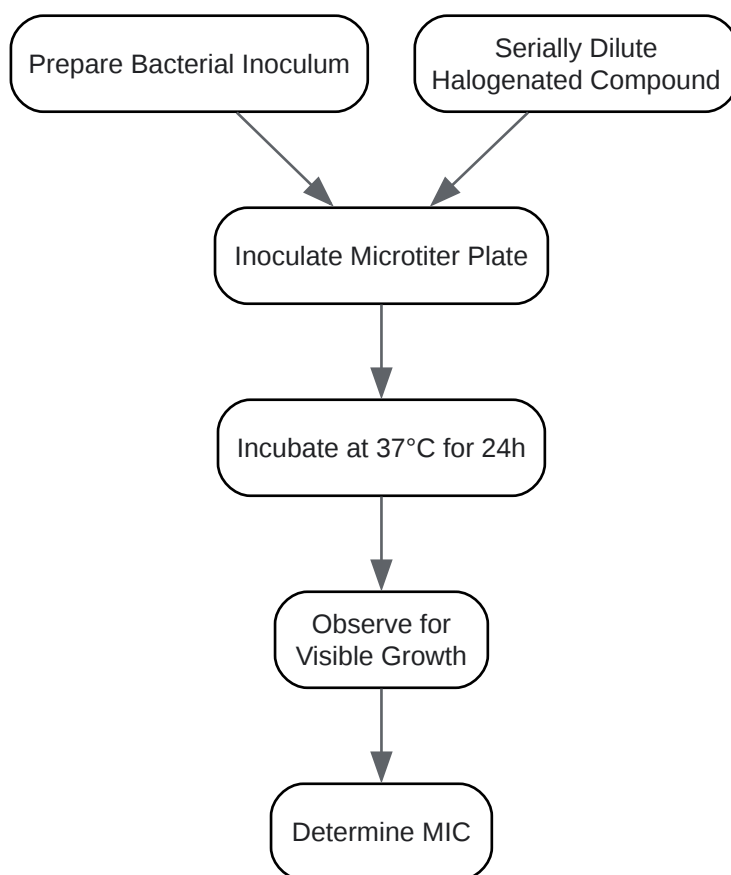 Prepare Bacterial Inoculum
Serially Dilute
Halogenated Compound
Inoculate Microtiter Plate
Incubate at 37°C for 24h
Observe for
Visible Growth
Determine MIC